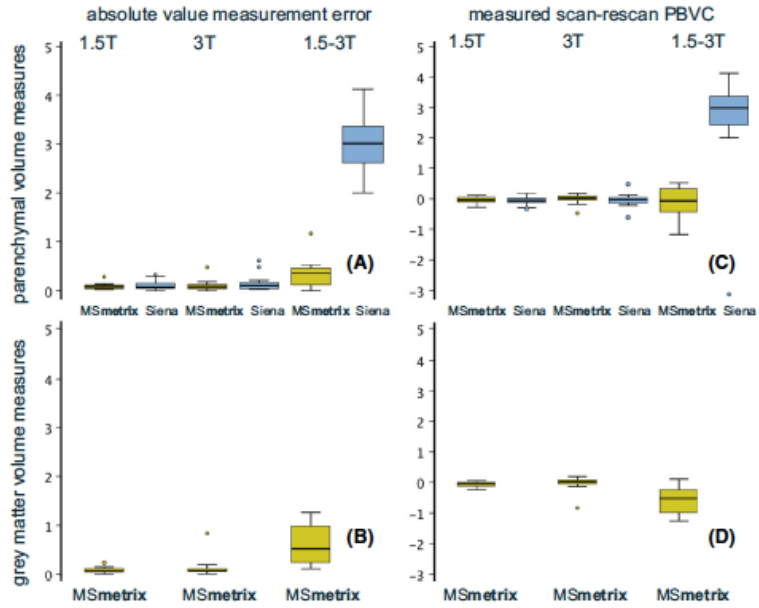 absolute value measurement error
measured scan-rescan PBVC
1.5T 3T 1.5-3T
1.5T 3T 1.5-3T
parenchymal volume measures
5
4
3
2
1
0
(A)
MSmetrix Siena MSmetrix Siena MSmetrix Siena
5
4
3
2
1
0
-1
-2
-3
(C)
MSmetrix Siena MSmetrix Siena MSmetrix Siena
grey matter volume measures
5
4
3
2
1
0
(B)
MSmetrix MSmetrix MSmetrix
5
4
3
2
1
0
-1
-2
-3
(D)
MSmetrix MSmetrix MSmetrix